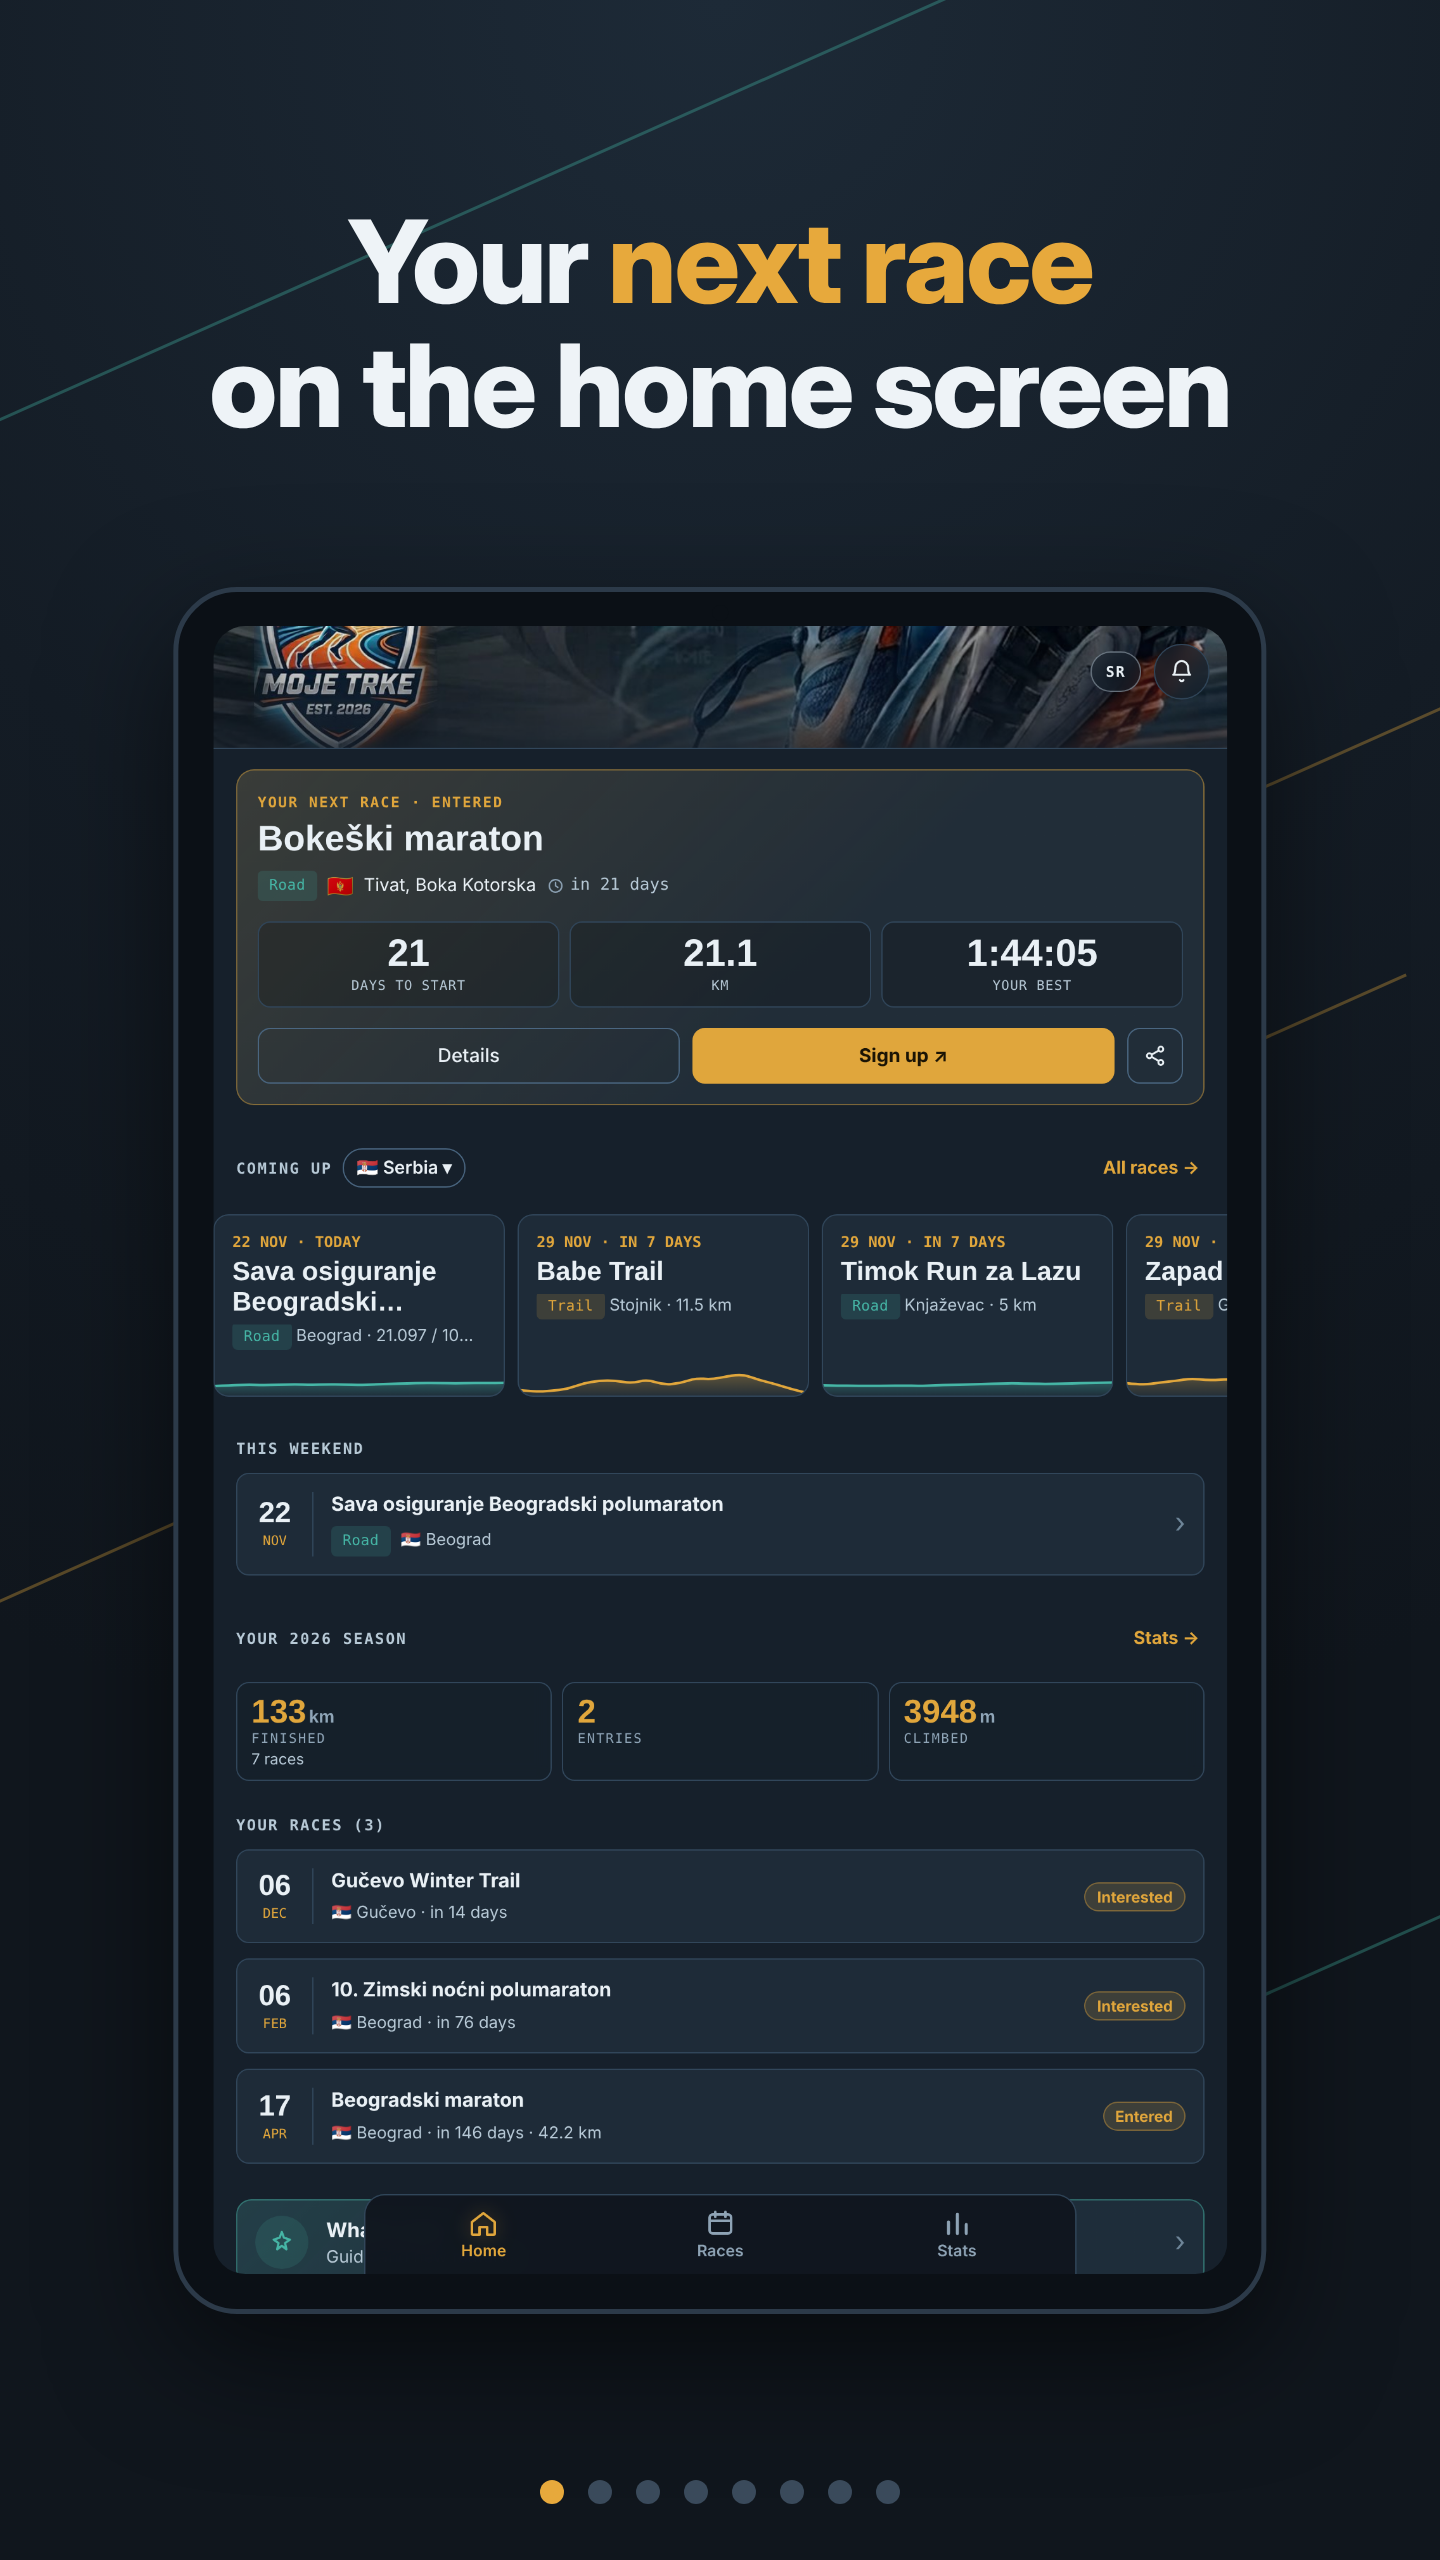 Your next race
on the home screen
MOJE TRKE
EST. 2026
SR
YOUR NEXT RACE · ENTERED
Bokeški maraton
Road Tivat, Boka Kotorska in 21 days
21 21.1 1:44:05
DAYS TO START KM YOUR BEST
Details Sign up ↗
COMING UP Serbia ▾ All races →
22 NOV · TODAY
Sava osiguranje
Beogradski...
Road Beograd · 21.097 / 10...
29 NOV · IN 7 DAYS
Babe Trail
Trail Stojnik · 11.5 km
29 NOV · IN 7 DAYS
Timok Run za Lazu
Road Knjaževac · 5 km
29 NOV ·
Zapad
Trail G
THIS WEEKEND
22 NOV
Sava osiguranje Beogradski polumaraton
Road Beograd
YOUR 2026 SEASON Stats →
133 km
FINISHED
7 races
2
ENTRIES
3948 m
CLIMBED
YOUR RACES (3)
06 DEC
Gučevo Winter Trail
Gučevo · in 14 days
Interested
06 FEB
10. Zimski noćni polumaraton
Beograd · in 76 days
Interested
17 APR
Beogradski maraton
Beograd · in 146 days · 42.2 km
Entered
Wha
Guid
Home Races Stats